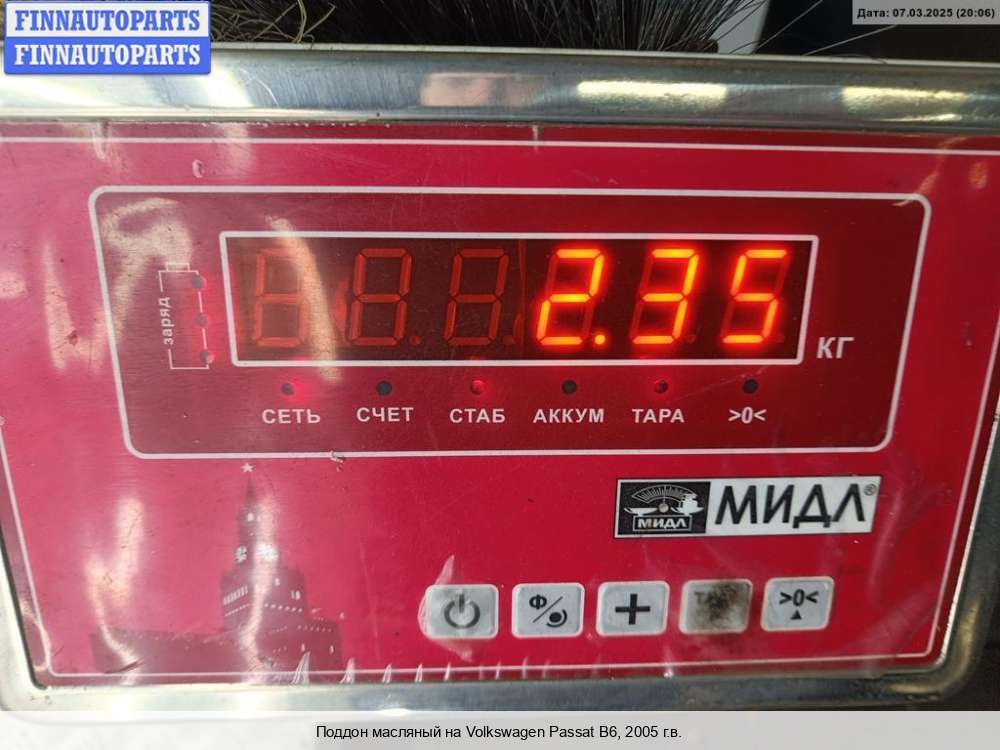 FINNAUTOPARTS
FINNAUTOPARTS
Дата: 07.03.2025 (20:06)
заряд
2.35
КГ
СЕТЬ СЧЕТ СТАБ АККУМ ТАРА >0<
МИДЛ
МИДЛ®
Ф/ + >0<
Поддон масляный на Volkswagen Passat B6, 2005 г.в.